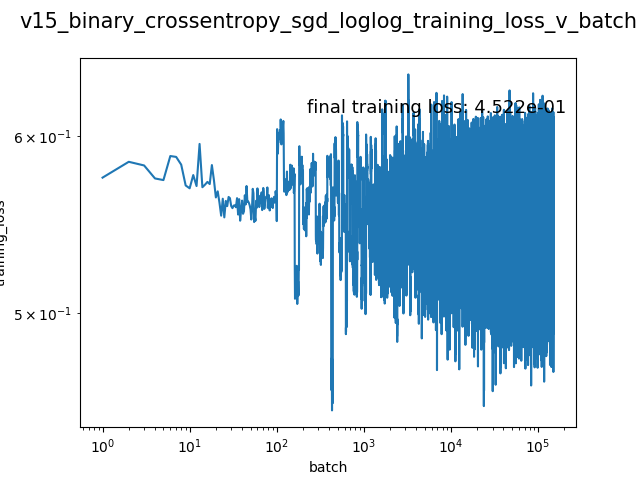 v15_binary_crossentropy_sgd_loglog_training_loss_v_batch
final training loss: 4.522e-01
6 × 10⁻¹
5 × 10⁻¹
training_loss
10⁰ 10¹ 10² 10³ 10⁴ 10⁵
batch